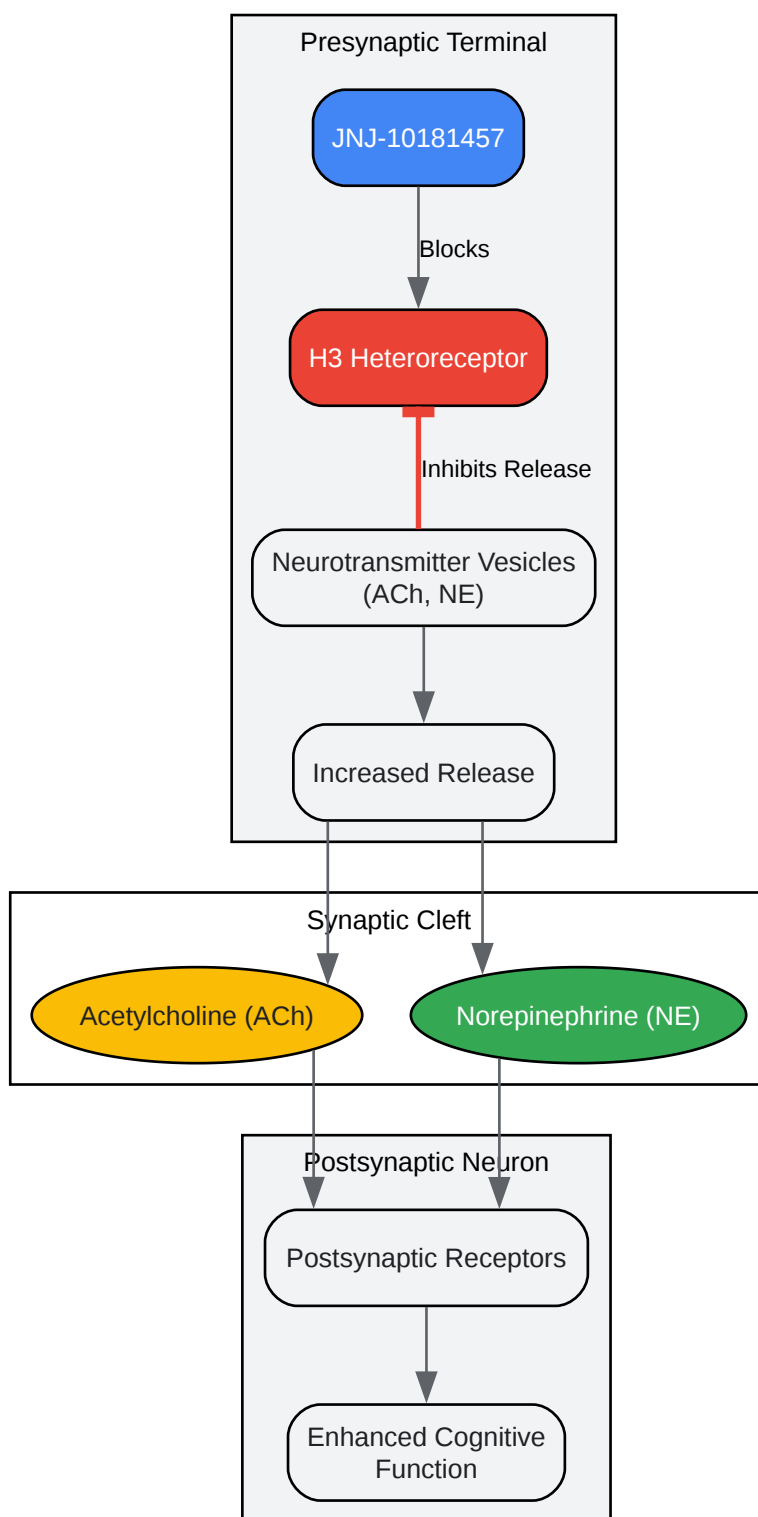 Presynaptic Terminal
JNJ-10181457
Blocks
H3 Heteroreceptor
Inhibits Release
Neurotransmitter Vesicles
(ACh, NE)
Increased Release
Synaptic Cleft
Acetylcholine (ACh)
Norepinephrine (NE)
Postsynaptic Neuron
Postsynaptic Receptors
Enhanced Cognitive
Function